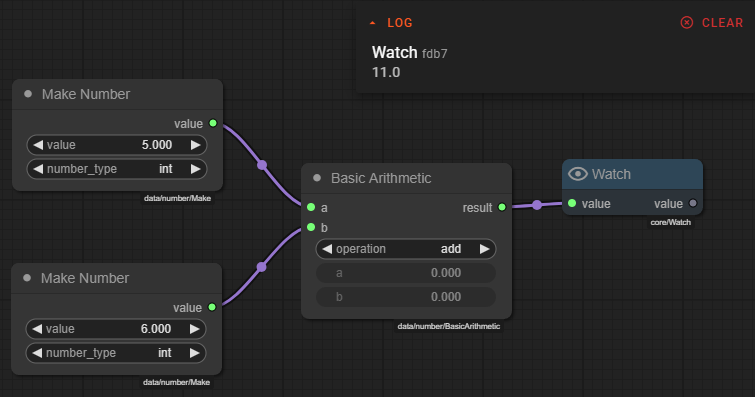 LOG
CLEAR
Watch fdb7
11.0
Make Number
value
value 5.000
number_type int
data/number/Make
Basic Arithmetic
a result
b
operation add
a 0.000
b 0.000
data/number/BasicArithmetic
Watch
value value
core/Watch
Make Number
value
value 6.000
number_type int
data/number/Make